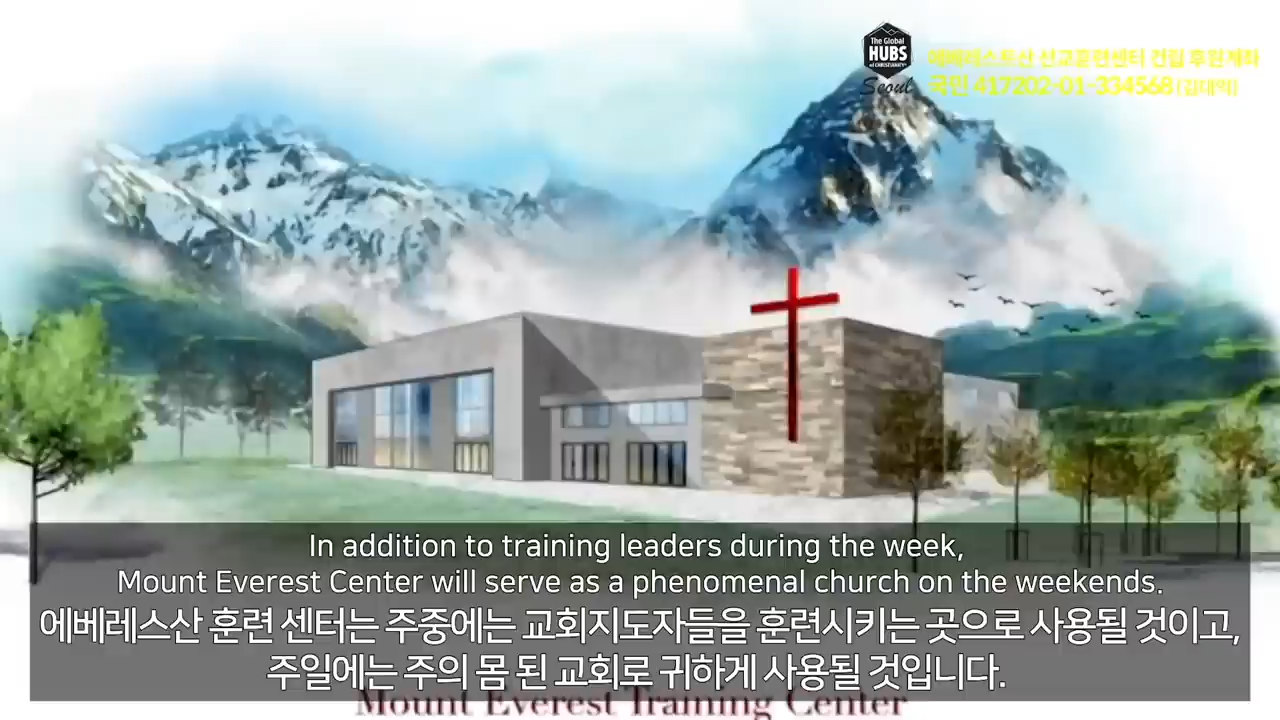 The Global
HUBS
of CHRISTIANITY
Seoul
에베레스트산 선교훈련센터 건립 후원계좌
국민 417202-01-334568 (김대역)
In addition to training leaders during the week,
Mount Everest Center will serve as a phenomenal church on the weekends.
에베레스산 훈련 센터는 주중에는 교회지도자들을 훈련시키는 곳으로 사용될 것이고,
주일에는 주의 몸 된 교회로 귀하게 사용될 것입니다.
Mount Everest Training Center